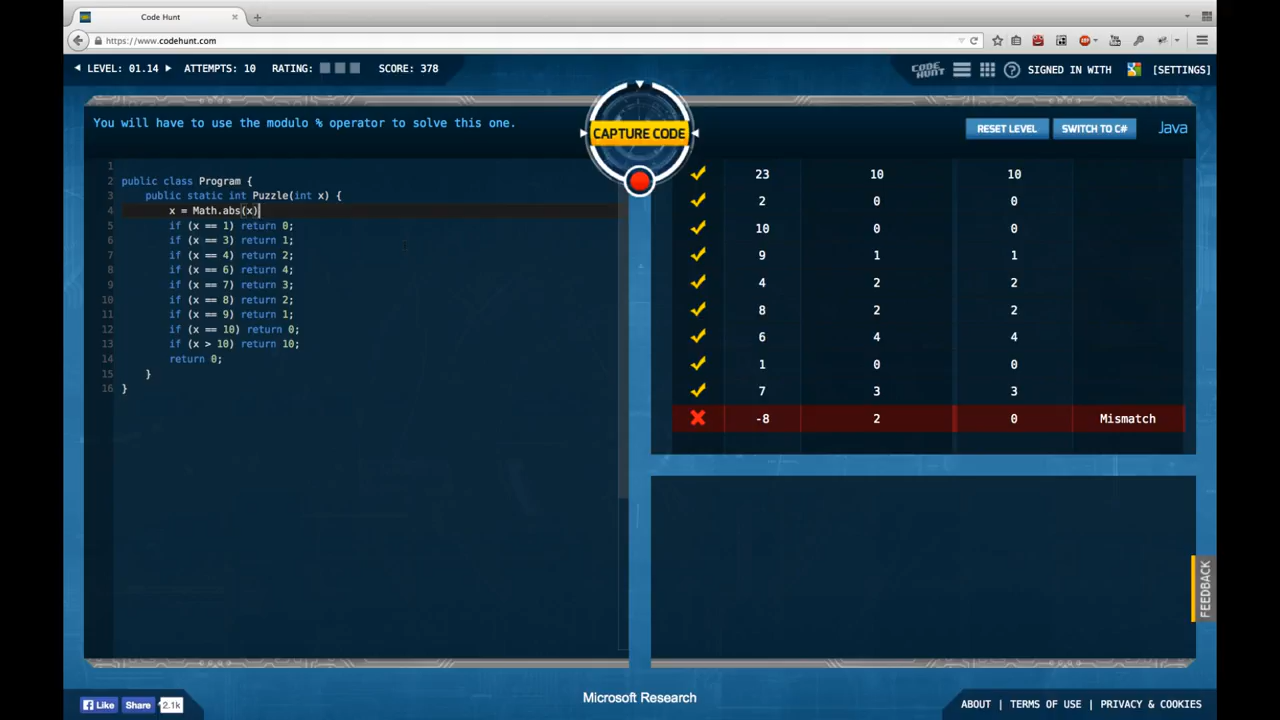 Code Hunt
https://www.codehunt.com
LEVEL: 01.14 ATTEMPTS: 10 RATING: SCORE: 378
CODE HUNT
SIGNED IN WITH [SETTINGS]
You will have to use the modulo % operator to solve this one.
CAPTURE CODE
RESET LEVEL SWITCH TO C# Java
1
2 public class Program {
3 public static int Puzzle(int x) {
4 x = Math.abs(x)
5 if (x == 1) return 0;
6 if (x == 3) return 1;
7 if (x == 4) return 2;
8 if (x == 6) return 4;
9 if (x == 7) return 3;
10 if (x == 8) return 2;
11 if (x == 9) return 1;
12 if (x == 10) return 0;
13 if (x > 10) return 10;
14 return 0;
15 }
16 }
23 10 10
2 0 0
10 0 0
9 1 1
4 2 2
8 2 2
6 4 4
1 0 0
7 3 3
-8 2 0 Mismatch
FEEDBACK
Like Share 2.1k
Microsoft Research
ABOUT | TERMS OF USE | PRIVACY & COOKIES